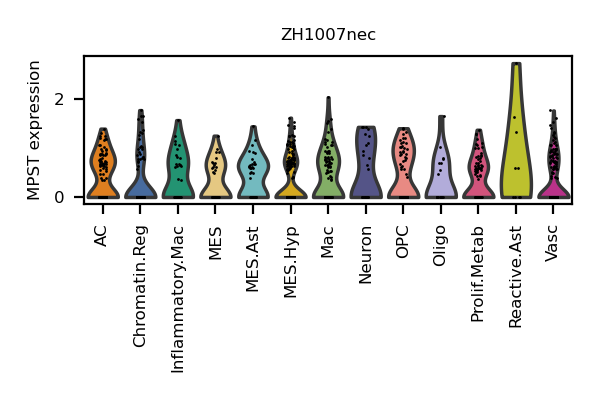 ZH1007nec
MPST expression
2
0
AC
Chromatin.Reg
Inflammatory.Mac
MES
MES.Ast
MES.Hyp
Mac
Neuron
OPC
Oligo
Prolif.Metab
Reactive.Ast
Vasc